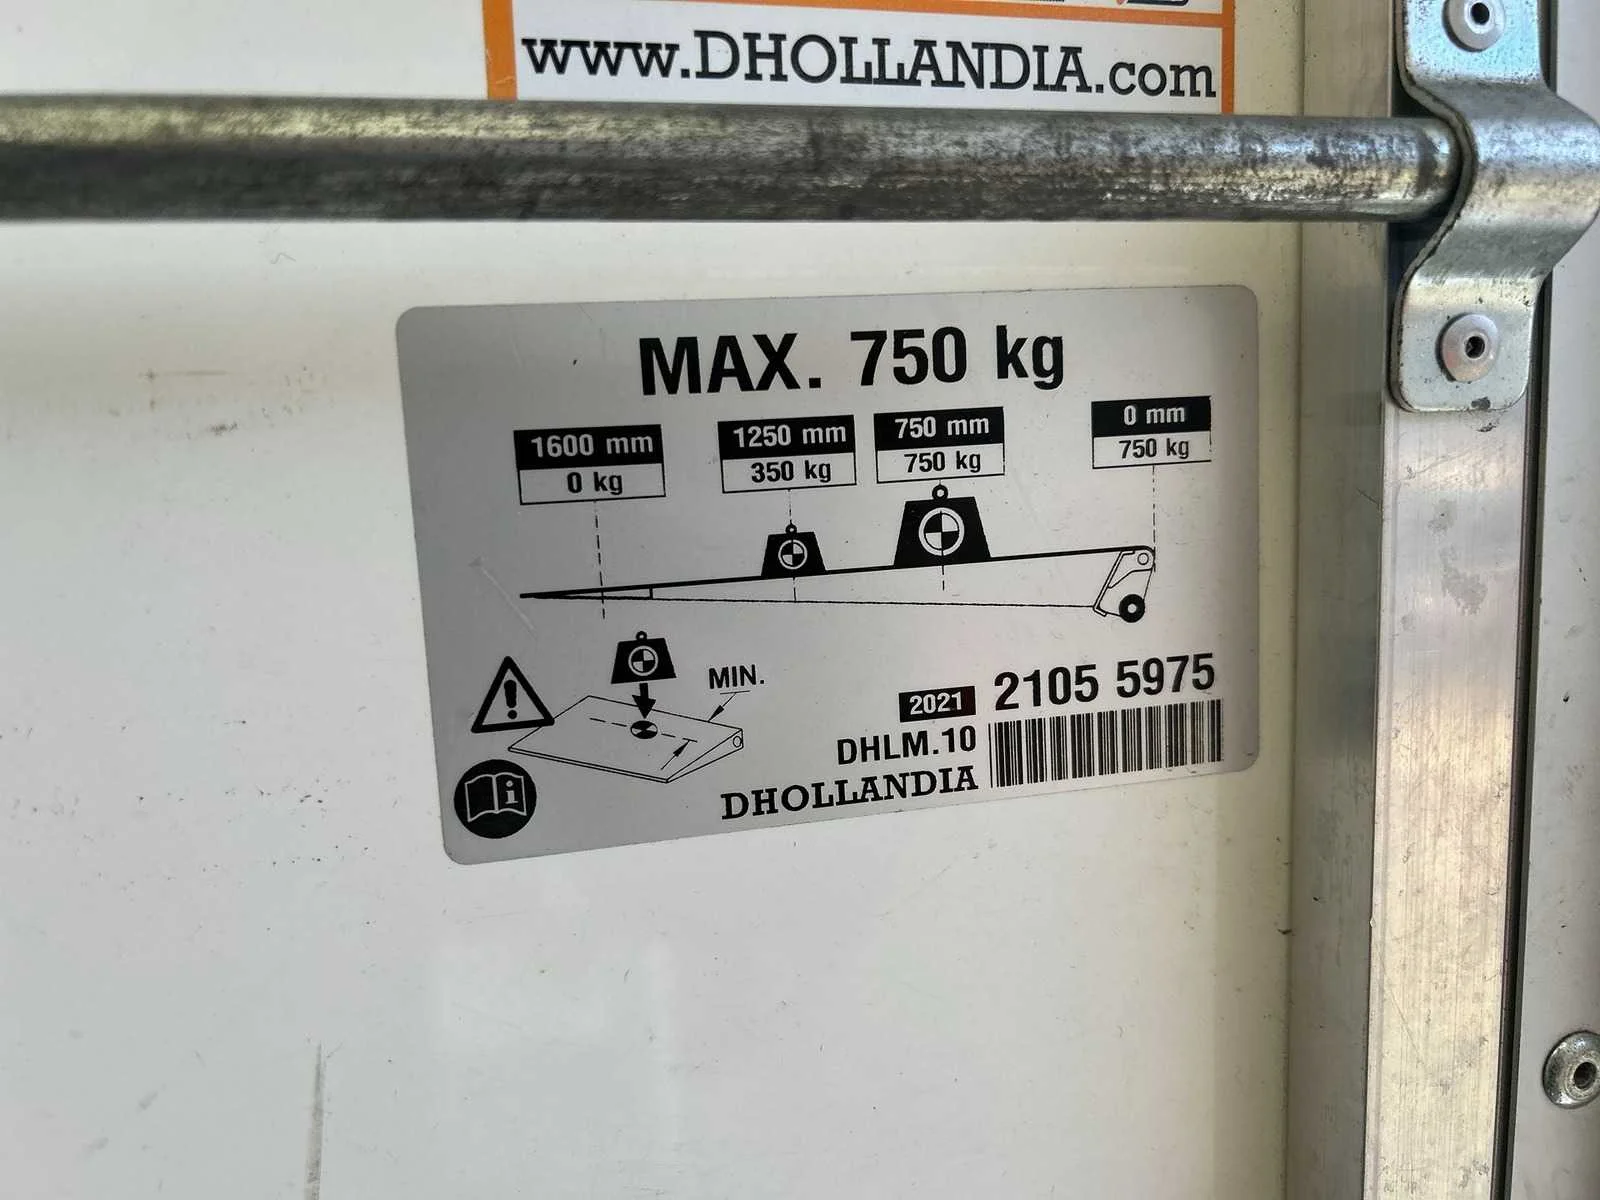 www.DHOLLANDIA.com
MAX. 750 kg
1600 mm
0 kg
1250 mm
350 kg
750 mm
750 kg
0 mm
750 kg
MIN.
2021 2105 5975
DHLM.10
DHOLLANDIA